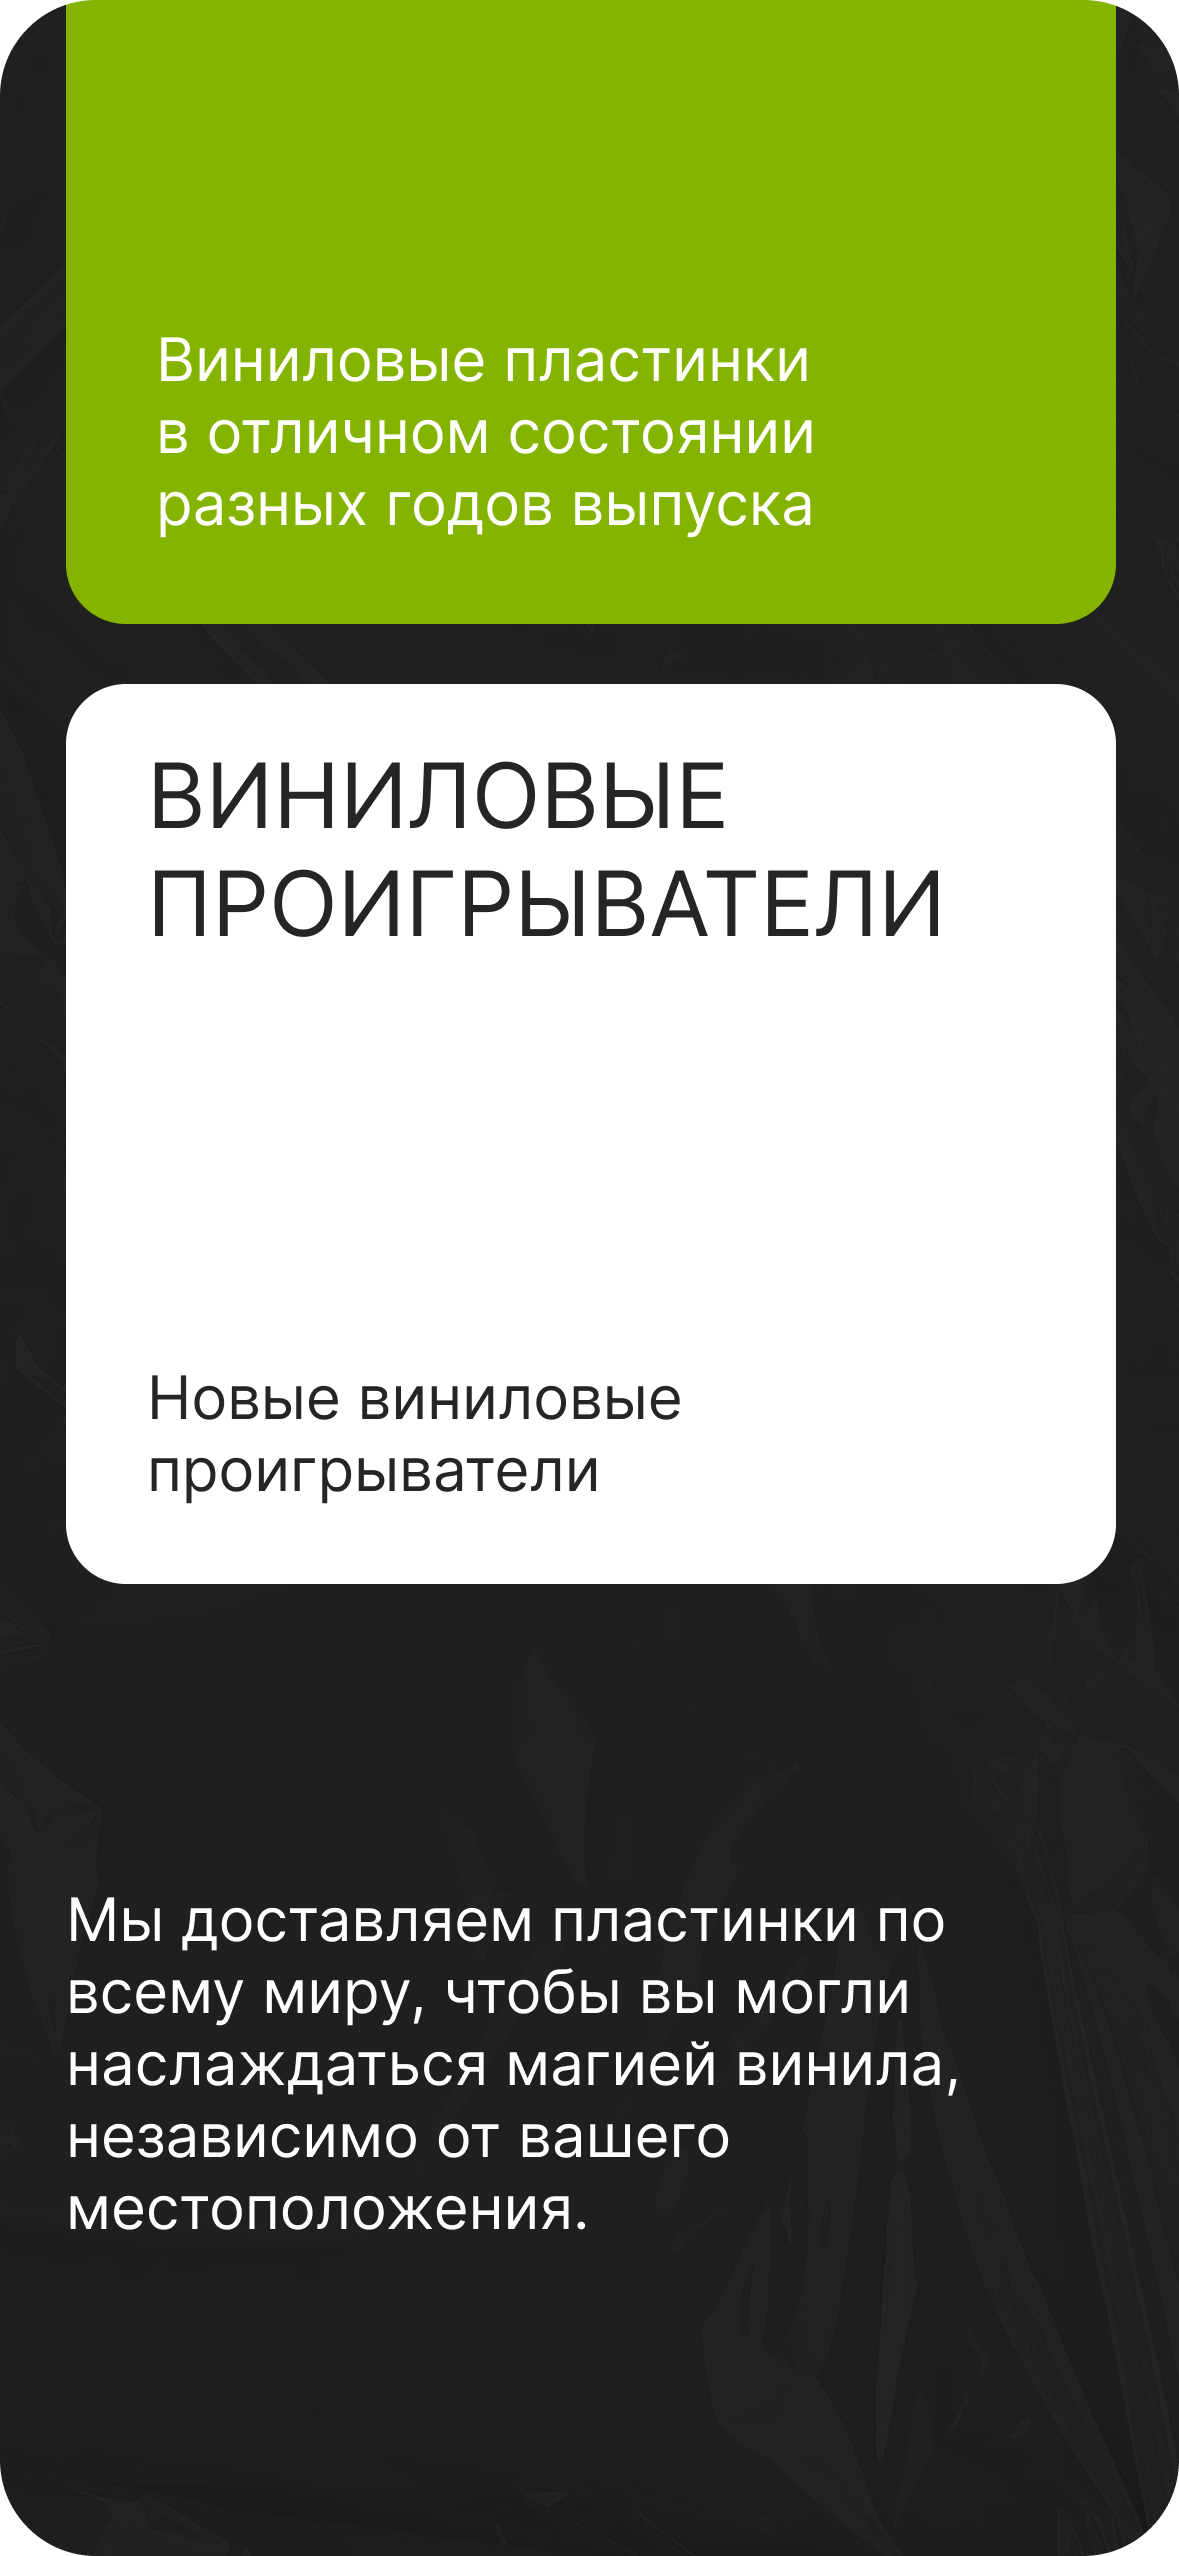 Виниловые пластинки
в отличном состоянии
разных годов выпуска
ВИНИЛОВЫЕ
ПРОИГРЫВАТЕЛИ
Новые виниловые
проигрыватели
Мы доставляем пластинки по
всему миру, чтобы вы могли
наслаждаться магией винила,
независимо от вашего
местоположения.